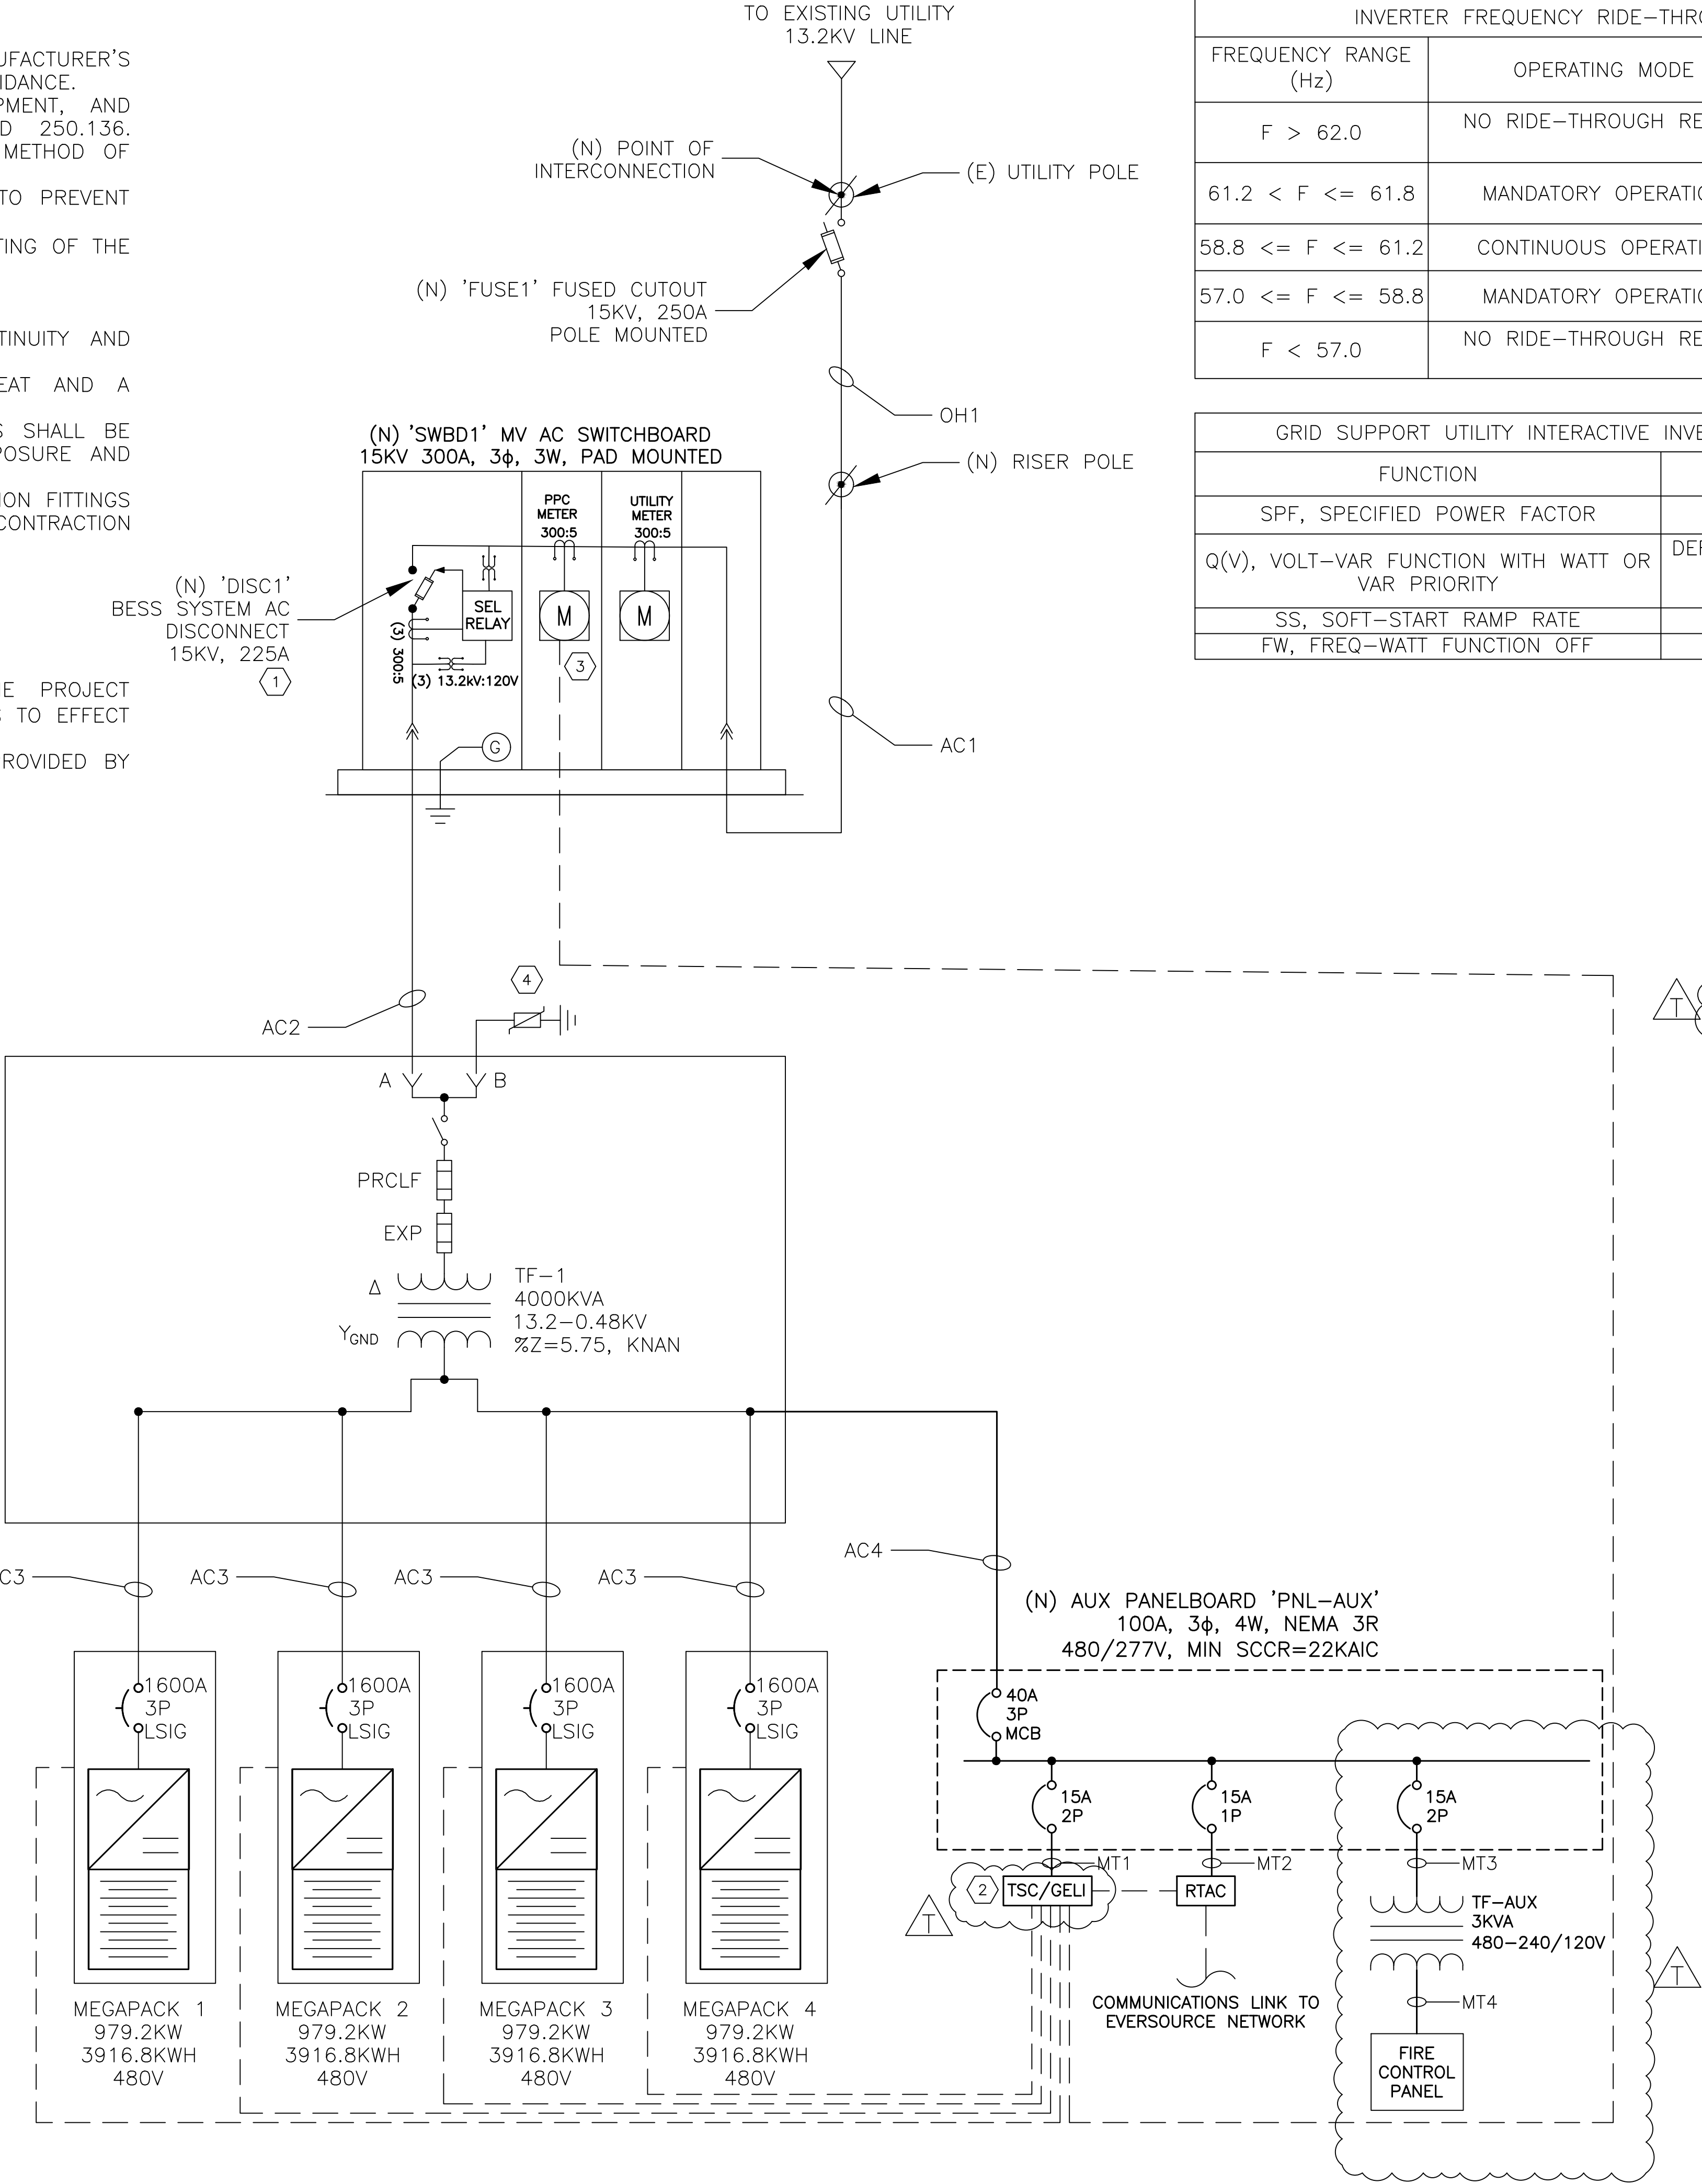 TO EXISTING UTILITY
13.2KV LINE
UFACTURER'S
IDANCE.
PMENT, AND
D 250.136.
METHOD OF
TO PREVENT
TING OF THE
TINUITY AND
EAT AND A
S SHALL BE
POSURE AND
ION FITTINGS
CONTRACTION
E PROJECT
S TO EFFECT
ROVIDED BY
(N) POINT OF
INTERCONNECTION
(E) UTILITY POLE
(N) 'FUSE1' FUSED CUTOUT
15KV, 250A
POLE MOUNTED
OH1
(N) RISER POLE
AC1
INVERTER FREQUENCY RIDE-THRO
FREQUENCY RANGE
(Hz)
OPERATING MODE
F > 62.0
NO RIDE-THROUGH RE
61.2 < F <= 61.8
MANDATORY OPERATIO
58.8 <= F <= 61.2
CONTINUOUS OPERATI
57.0 <= F <= 58.8
MANDATORY OPERATIO
F < 57.0
NO RIDE-THROUGH RE
GRID SUPPORT UTILITY INTERACTIVE INVE
FUNCTION
SPF, SPECIFIED POWER FACTOR
Q(V), VOLT-VAR FUNCTION WITH WATT OR
VAR PRIORITY
DEF
SS, SOFT-START RAMP RATE
FW, FREQ-WATT FUNCTION OFF
(N) 'SWBD1' MV AC SWITCHBOARD
15KV 300A, 3ϕ, 3W, PAD MOUNTED
PPC
METER
300:5
UTILITY
METER
300:5
(N) 'DISC1'
BESS SYSTEM AC
DISCONNECT
15KV, 225A
1
SEL
RELAY
M
M
3
(3) 300:5
(3) 13.2kV:120V
G
4
AC2
T
A
B
PRCLF
EXP
Δ
YGND
TF-1
4000KVA
13.2-0.48KV
%Z=5.75, KNAN
C3
AC3
AC3
AC3
AC4
(N) AUX PANELBOARD 'PNL-AUX'
100A, 3ϕ, 4W, NEMA 3R
480/277V, MIN SCCR=22KAIC
1600A
3P
LSIG
1600A
3P
LSIG
1600A
3P
LSIG
1600A
3P
LSIG
40A
3P
MCB
15A
2P
15A
1P
15A
2P
MT1
MT2
MT3
2
TSC/GELI
RTAC
T
TF-AUX
3KVA
480-240/120V
T
MT4
COMMUNICATIONS LINK TO
EVERSOURCE NETWORK
FIRE
CONTROL
PANEL
MEGAPACK 1
979.2KW
3916.8KWH
480V
MEGAPACK 2
979.2KW
3916.8KWH
480V
MEGAPACK 3
979.2KW
3916.8KWH
480V
MEGAPACK 4
979.2KW
3916.8KWH
480V